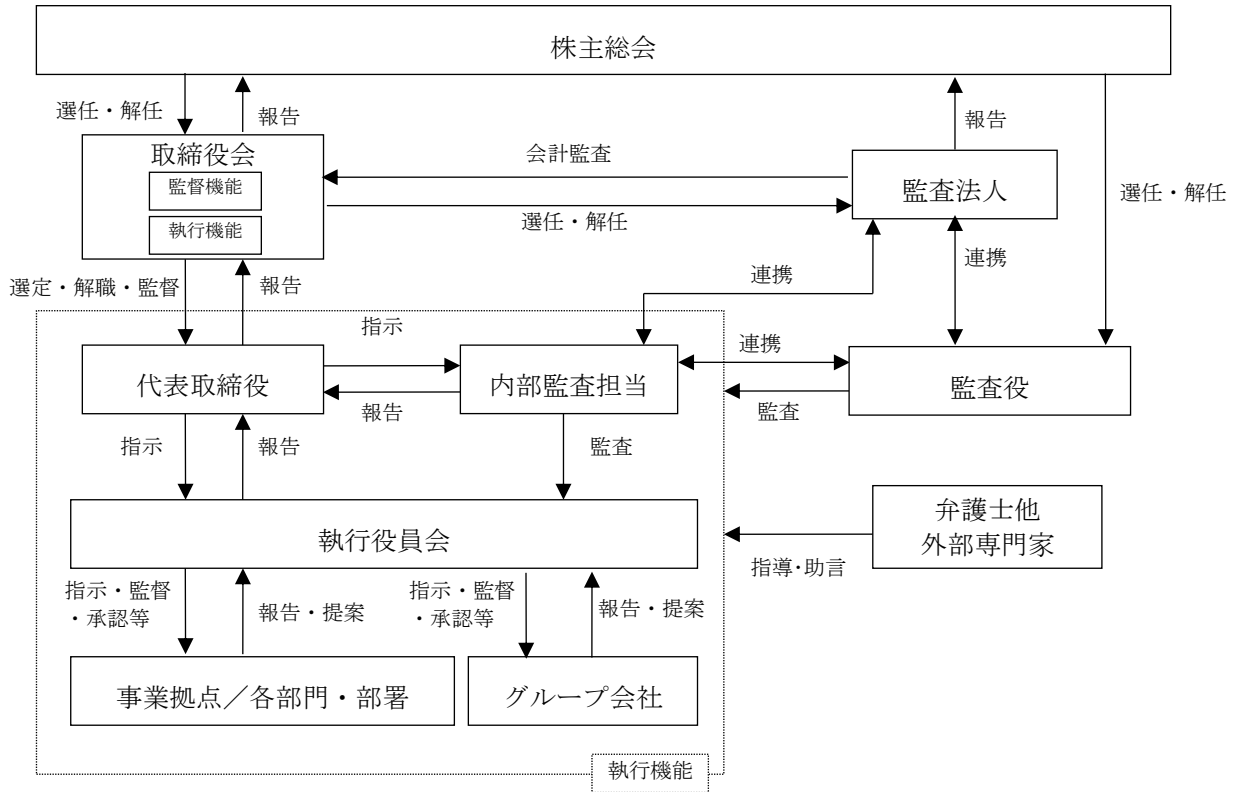 株主総会
選任・解任
報告
報告
取締役会
監督機能
執行機能
会計監査
監査法人
選任・解任
選任・解任
選定・解職・監督
報告
連携
連携
指示
代表取締役
内部監査担当
連携
監査役
報告
監査
指示
報告
監査
執行役員会
弁護士他
外部専門家
指導・助言
指示・監督
・承認等
報告・提案
指示・監督
・承認等
報告・提案
事業拠点／各部門・部署
グループ会社
執行機能